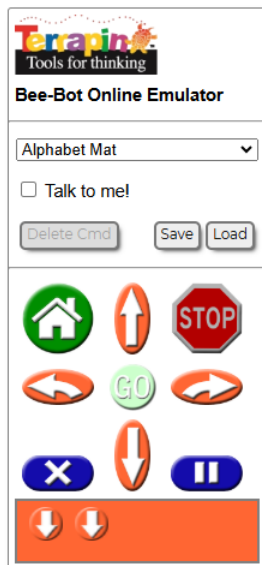 Terrapin
Tools for thinking
Bee-Bot Online Emulator
Alphabet Mat
Talk to me!
Delete Cmd Save Load
STOP
GO